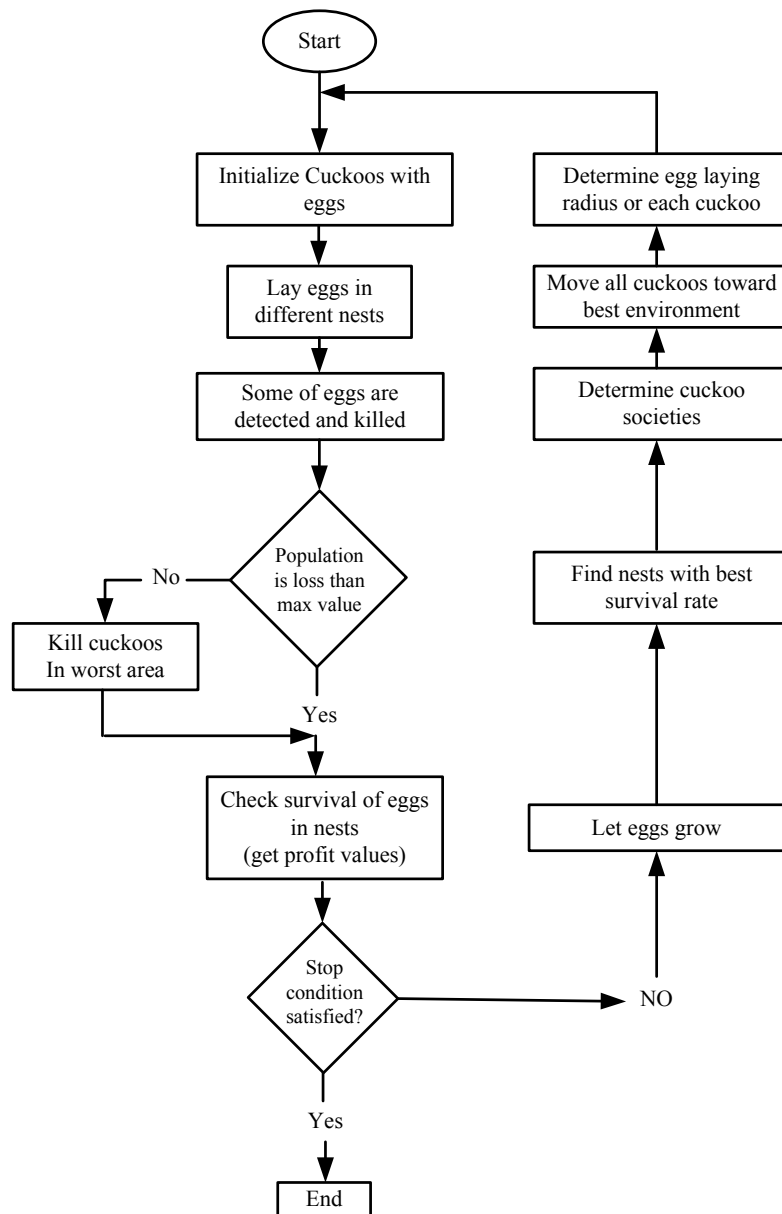 Start
Initialize Cuckoos with
eggs
Lay eggs in
different nests
Some of eggs are
detected and killed
Population
is loss than
max value
No
Kill cuckoos
In worst area
Yes
Check survival of eggs
in nests
(get profit values)
Stop
condition
satisfied?
NO
Yes
End
Let eggs grow
Find nests with best
survival rate
Determine cuckoo
societies
Move all cuckoos toward
best environment
Determine egg laying
radius or each cuckoo